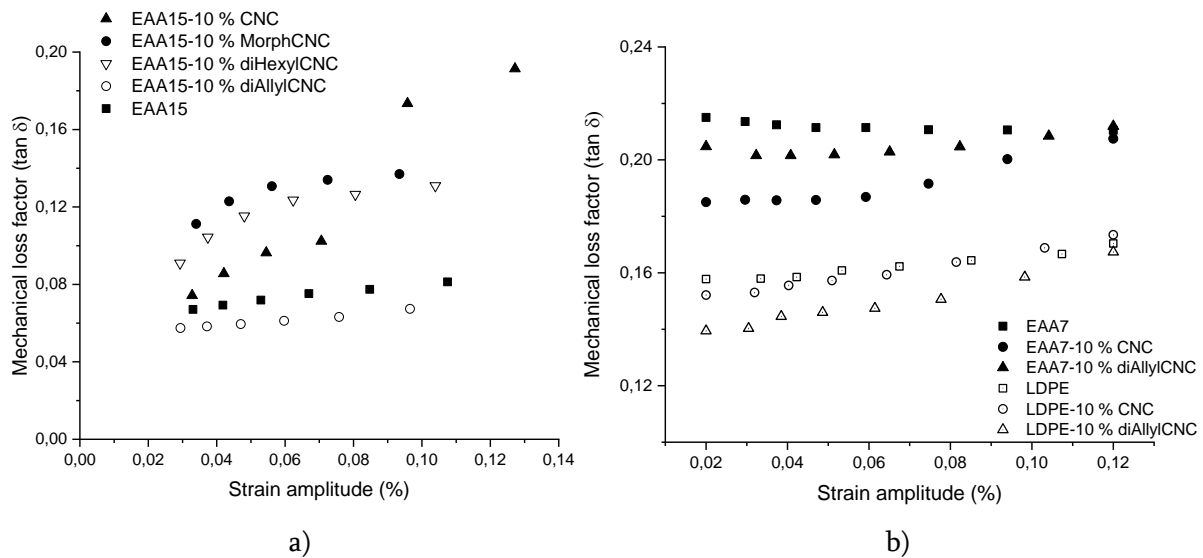 EAA15-10 % CNC
EAA15-10 % MorphCNC
EAA15-10 % diHexylCNC
EAA15-10 % diAllylCNC
EAA15
0,20
0,16
0,12
0,08
0,04
0,00
Mechanical loss factor (tan δ)
0,00 0,02 0,04 0,06 0,08 0,10 0,12 0,14
Strain amplitude (%)
a)
0,24
0,20
0,16
0,12
Mechanical loss factor (tan δ)
EAA7
EAA7-10 % CNC
EAA7-10 % diAllylCNC
LDPE
LDPE-10 % CNC
LDPE-10 % diAllylCNC
0,02 0,04 0,06 0,08 0,10 0,12
Strain amplitude (%)
b)